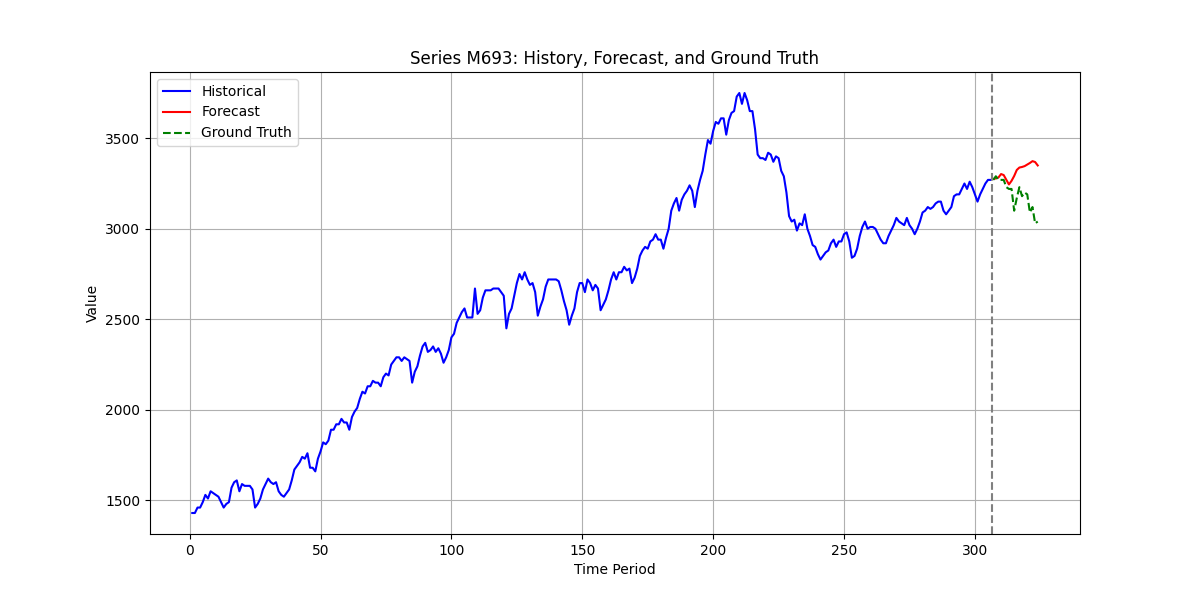 Series M693: History, Forecast, and Ground Truth
Historical
Forecast
Ground Truth
Value
3500
3000
2500
2000
1500
0 50 100 150 200 250 300
Time Period